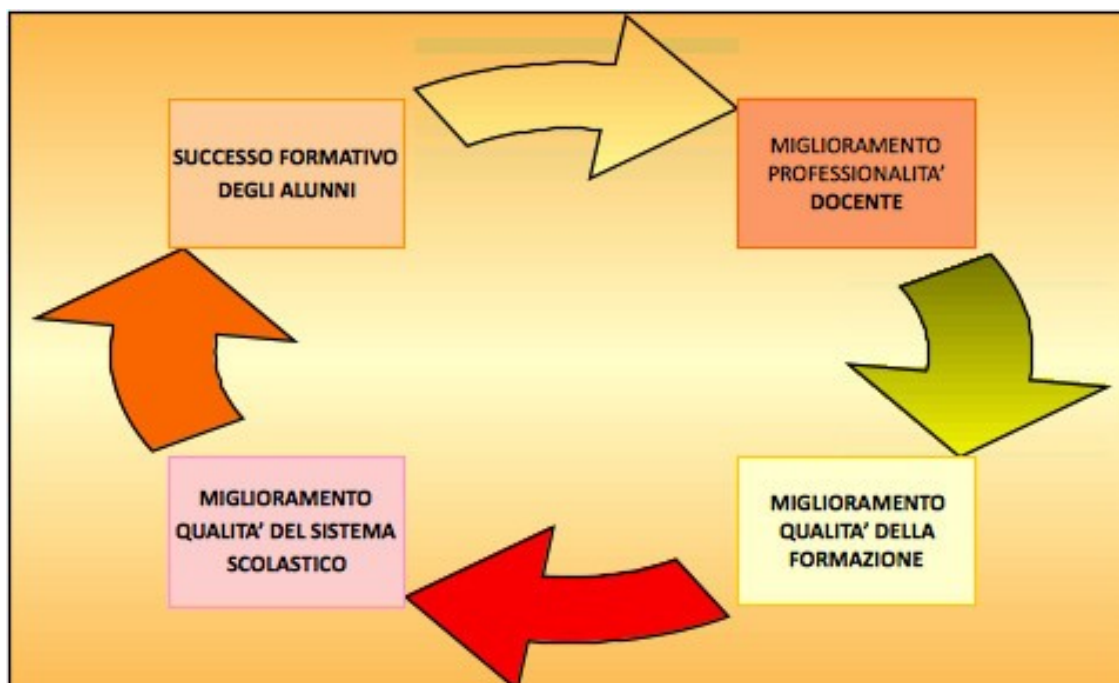 SUCCESSO FORMATIVO
DEGLI ALUNNI
MIGLIORAMENTO
PROFESSIONALITA’
DOCENTE
MIGLIORAMENTO
QUALITA’ DEL SISTEMA
SCOLASTICO
MIGLIORAMENTO
QUALITA’ DELLA
FORMAZIONE